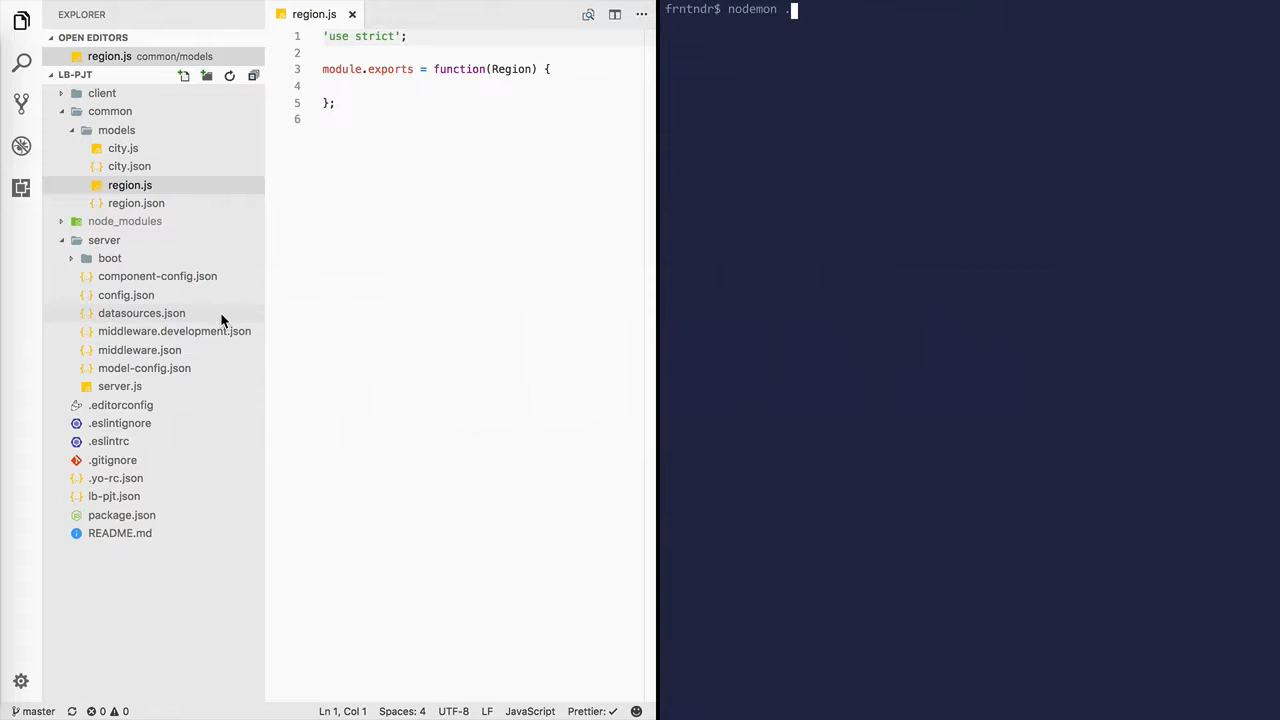 EXPLORER
OPEN EDITORS
region.js common/models
LB-PJT
client
common
models
city.js
city.json
region.js
region.json
node_modules
server
boot
component-config.json
config.json
datasources.json
middleware.development.json
middleware.json
model-config.json
server.js
.editorconfig
.eslintignore
.eslintrc
.gitignore
.yo-rc.json
lb-pjt.json
package.json
README.md
region.js
1 'use strict';
2
3 module.exports = function(Region) {
4
5 };
6
frntndr$ nodemon .
master 0 0 Ln 1, Col 1 Spaces: 4 UTF-8 LF JavaScript Prettier: ✓